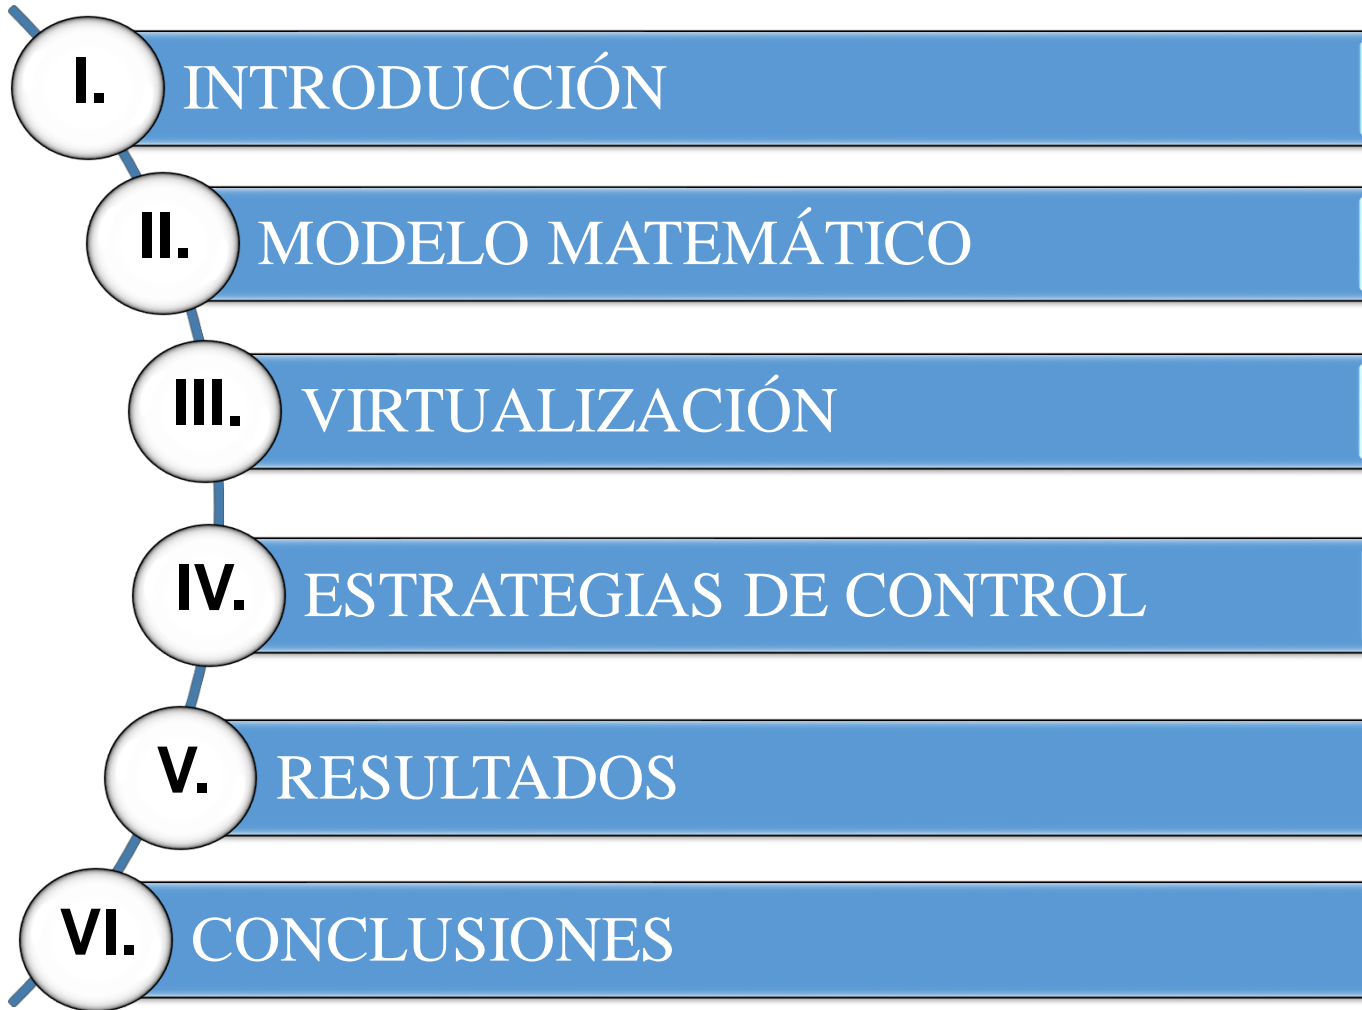 I. INTRODUCCIÓN
II. MODELO MATEMÁTICO
III. VIRTUALIZACIÓN
IV. ESTRATEGIAS DE CONTROL
V. RESULTADOS
VI. CONCLUSIONES